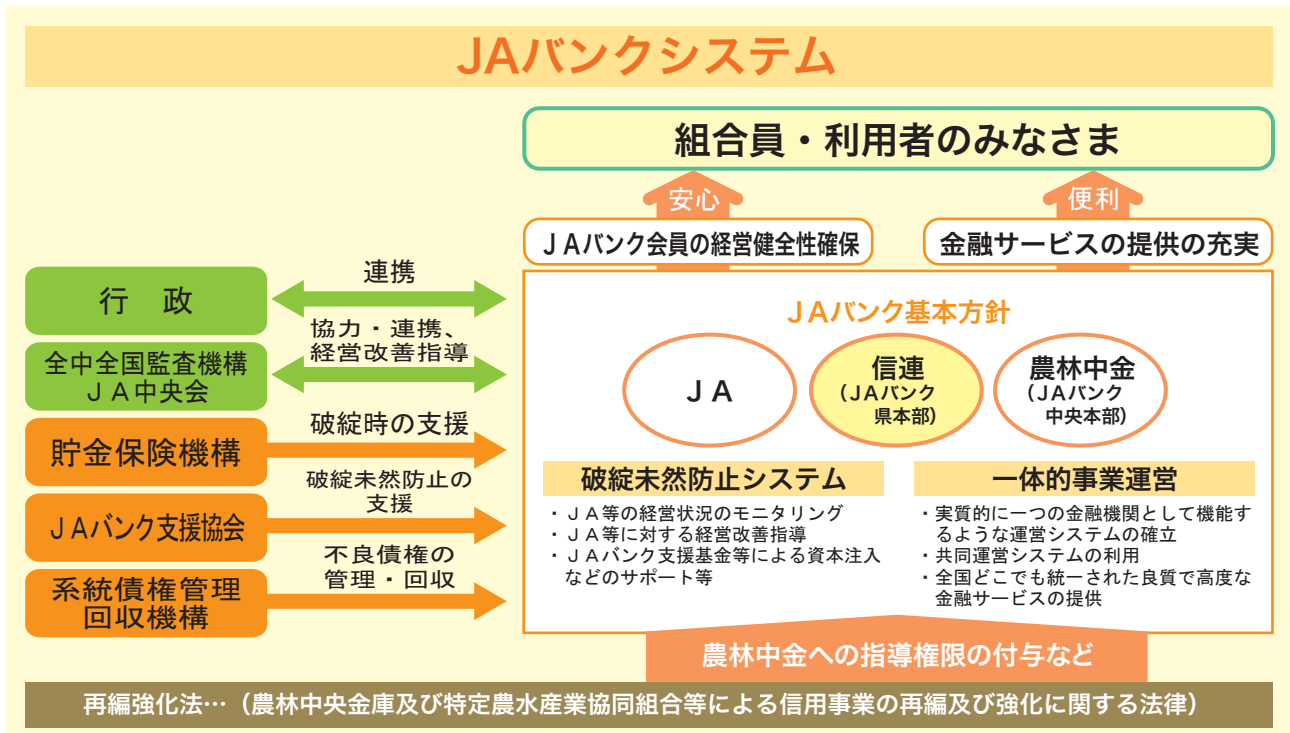 JAバンクシステム
組合員・利用者のみなさま
安心
便利
JAバンク会員の経営健全性確保
金融サービスの提供の充実
行　政
連携
全中全国監査機構
JA中央会
協力・連携、
経営改善指導
貯金保険機構
破綻時の支援
JAバンク支援協会
破綻未然防止の
支援
系統債権管理
回収機構
不良債権の
管理・回収
JAバンク基本方針
JA
信連
（JAバンク
県本部）
農林中金
（JAバンク
中央本部）
破綻未然防止システム
・JA等の経営状況のモニタリング
・JA等に対する経営改善指導
・JAバンク支援基金等による資本注入
などのサポート等
一体的事業運営
・実質的に一つの金融機関として機能す
るような運営システムの確立
・共同運営システムの利用
・全国どこでも統一された良質で高度な
金融サービスの提供
農林中金への指導権限の付与など
再編強化法…（農林中央金庫及び特定農水産業協同組合等による信用事業の再編及び強化に関する法律）